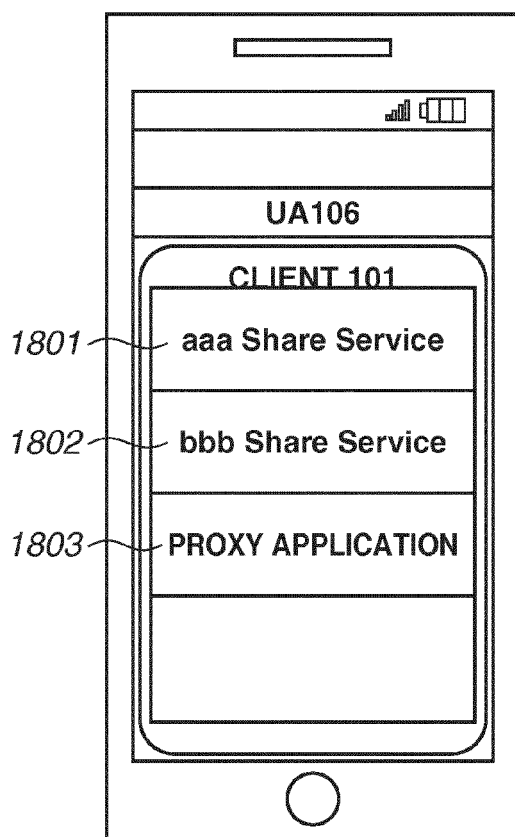 UA106
CLIENT 101
1801 aaa Share Service
1802 bbb Share Service
1803 PROXY APPLICATION